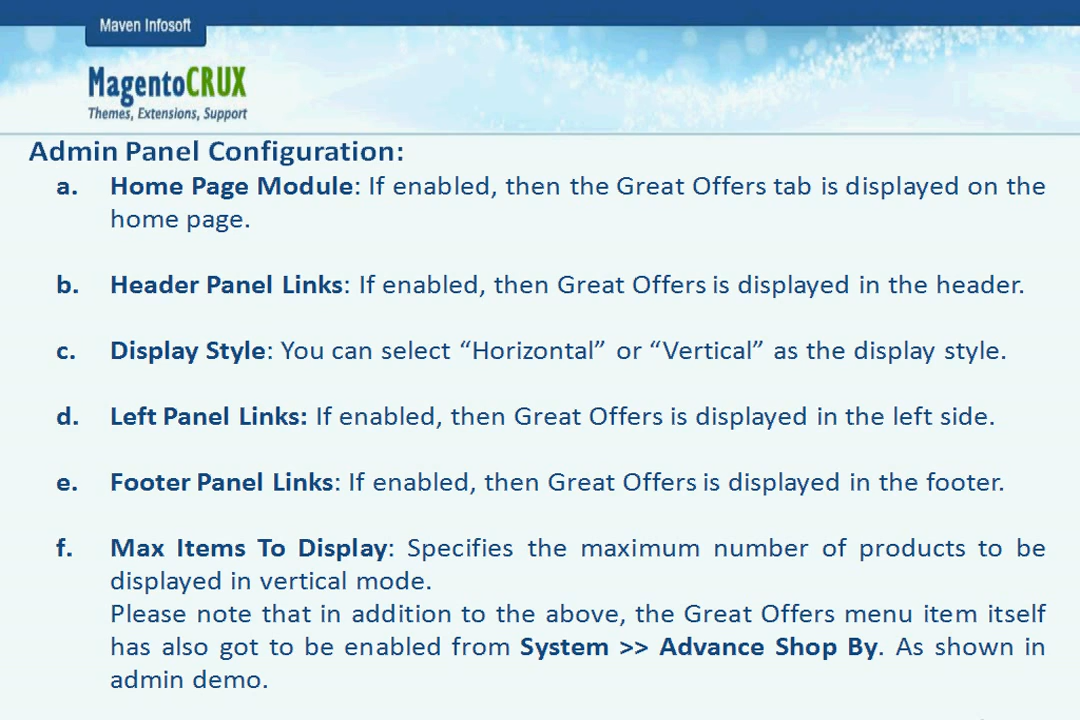 Maven Infosoft
MagentoCRUX
Themes, Extensions, Support
Admin Panel Configuration:
a. Home Page Module: If enabled, then the Great Offers tab is displayed on the
home page.
b. Header Panel Links: If enabled, then Great Offers is displayed in the header.
c. Display Style: You can select “Horizontal” or “Vertical” as the display style.
d. Left Panel Links: If enabled, then Great Offers is displayed in the left side.
e. Footer Panel Links: If enabled, then Great Offers is displayed in the footer.
f. Max Items To Display: Specifies the maximum number of products to be
displayed in vertical mode.
Please note that in addition to the above, the Great Offers menu item itself
has also got to be enabled from System >> Advance Shop By. As shown in
admin demo.